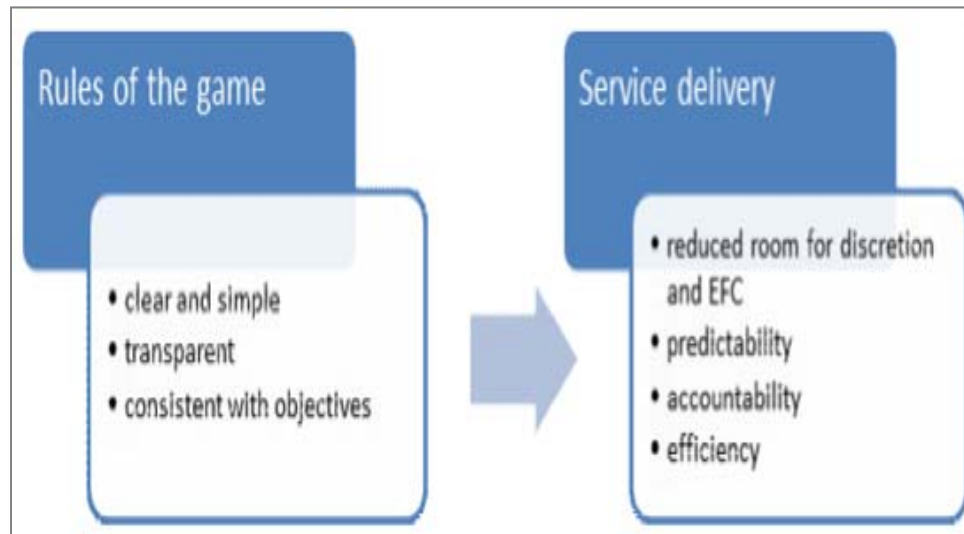 Rules of the game
• clear and simple
• transparent
• consistent with objectives
Service delivery
• reduced room for discretion
and EFC
• predictability
• accountability
• efficiency